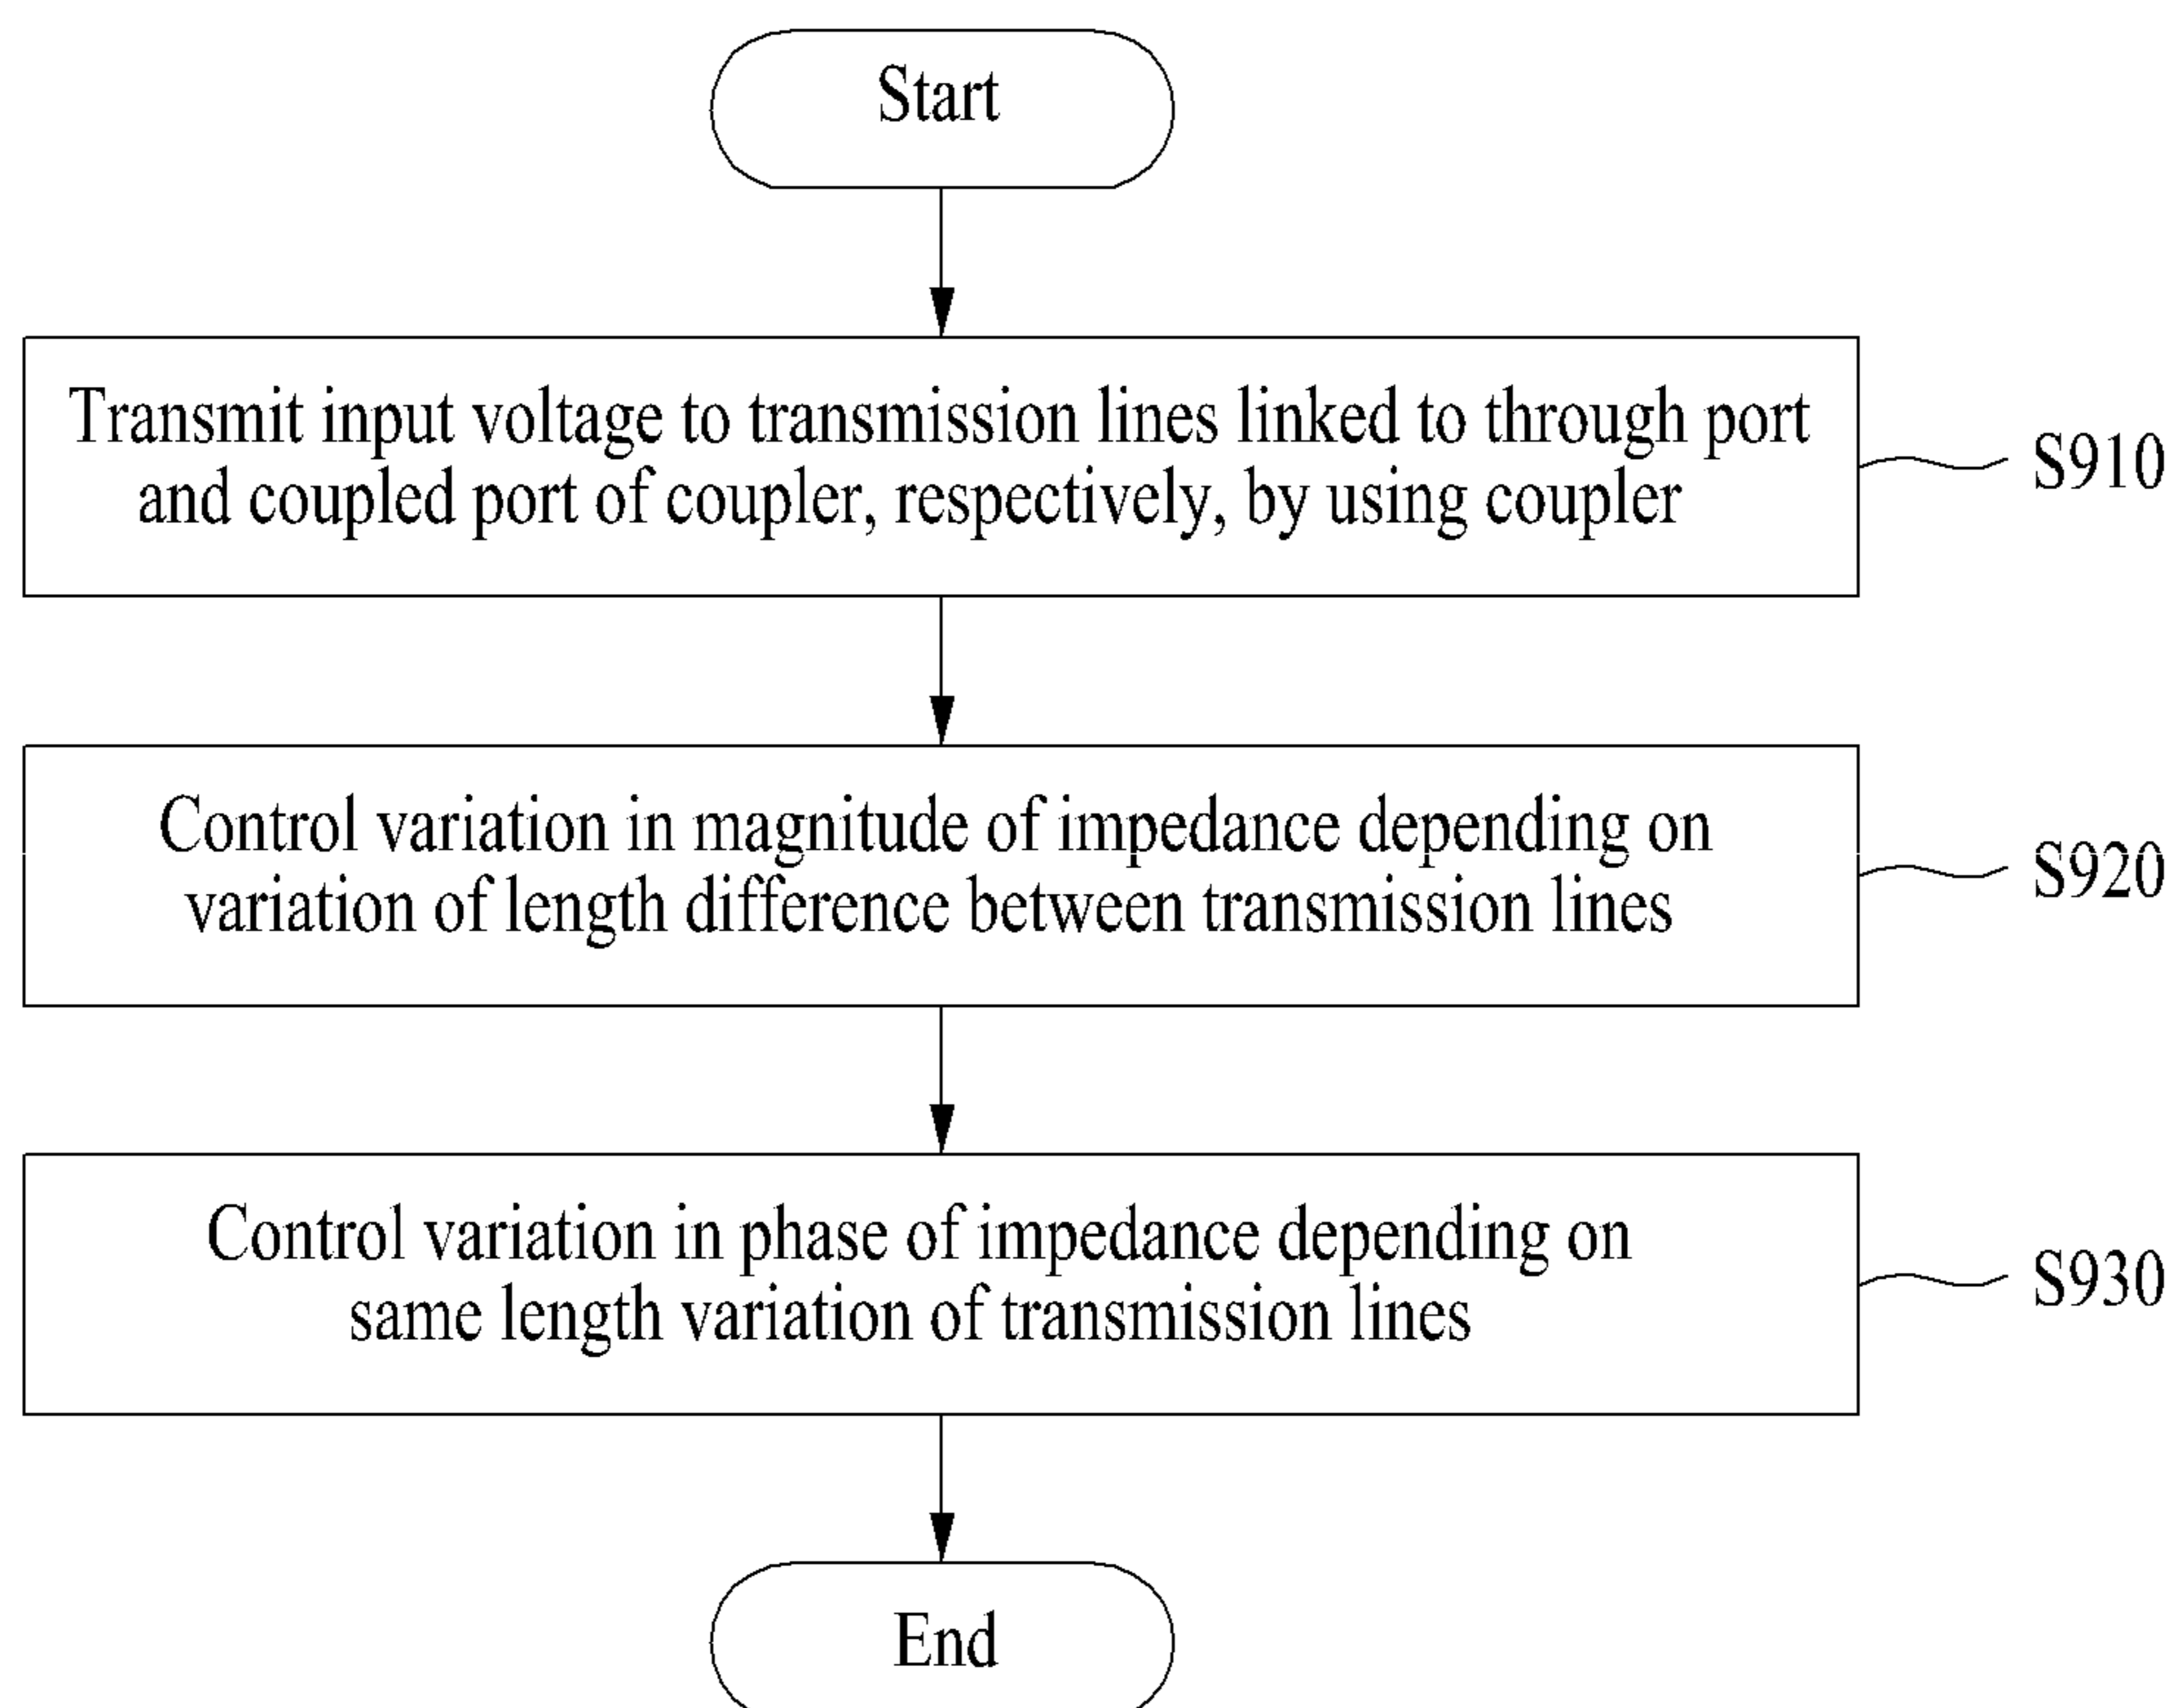 Start
Transmit input voltage to transmission lines linked to through port
and coupled port of coupler, respectively, by using coupler
S910
Control variation in magnitude of impedance depending on
variation of length difference between transmission lines
S920
Control variation in phase of impedance depending on
same length variation of transmission lines
S930
End